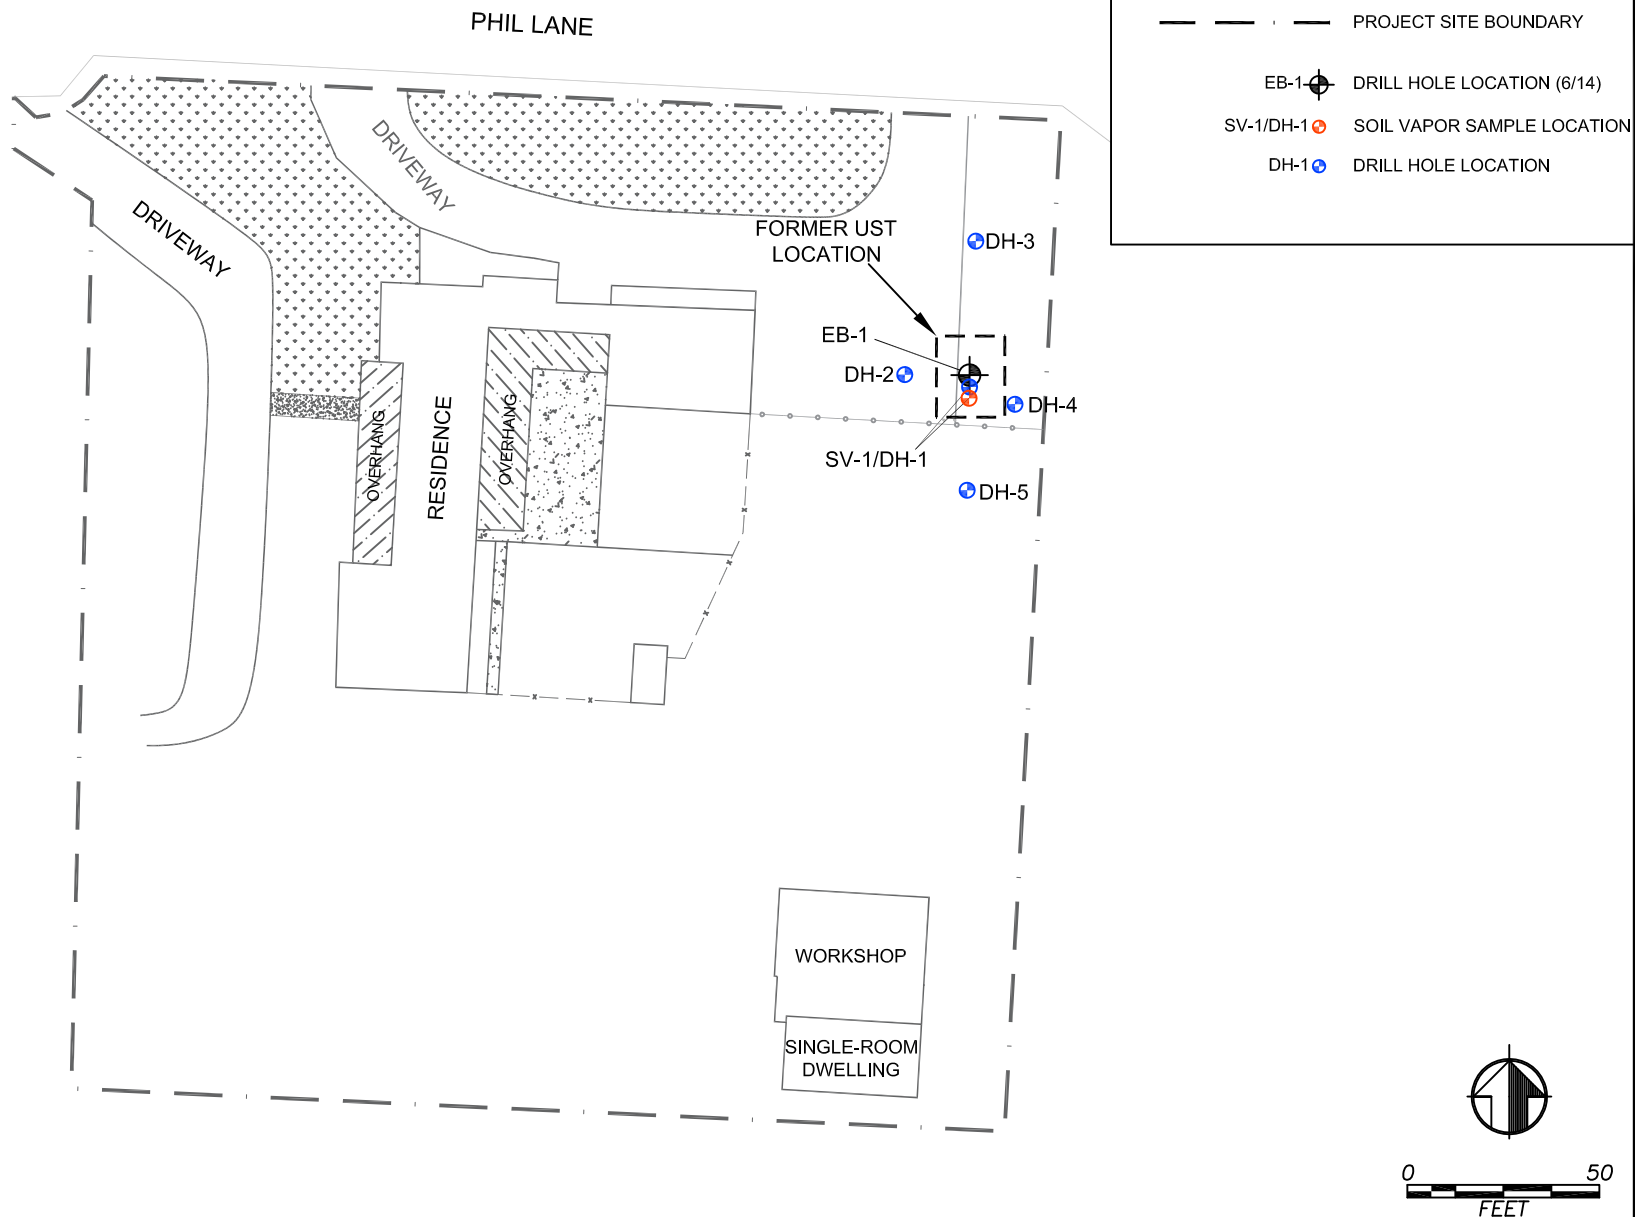 PHIL LANE
PROJECT SITE BOUNDARY
EB-1 DRILL HOLE LOCATION (6/14)
SV-1/DH-1 SOIL VAPOR SAMPLE LOCATION
DH-1 DRILL HOLE LOCATION
DRIVEWAY
DRIVEWAY
FORMER UST
LOCATION
DH-3
EB-1
DH-2
DH-4
SV-1/DH-1
DH-5
OVERHANG
RESIDENCE
OVERHANG
WORKSHOP
SINGLE-ROOM
DWELLING
0 50
FEET